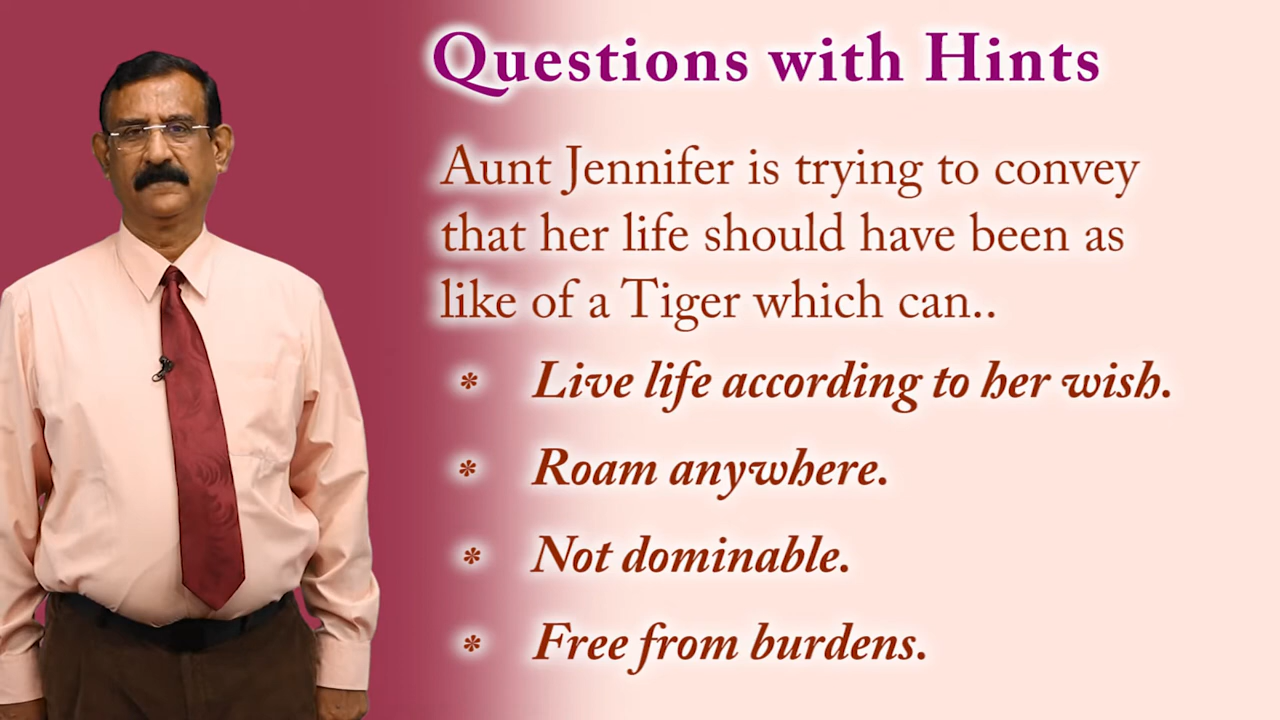 Questions with Hints
Aunt Jennifer is trying to convey
that her life should have been as
like of a Tiger which can..
* Live life according to her wish.
* Roam anywhere.
* Not dominable.
* Free from burdens.